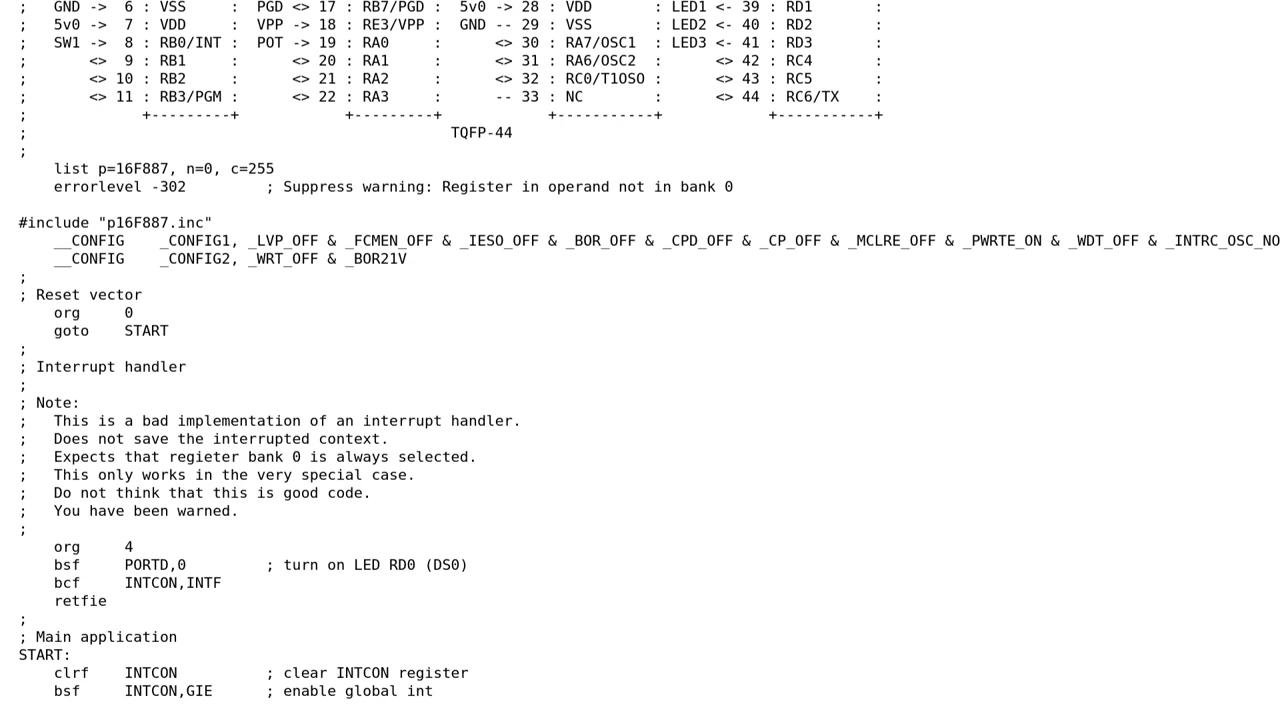 ;   GND ->  6 : VSS     :  PGD <> 17 : RB7/PGD :  5v0 -> 28 : VDD       : LED1 <- 39 : RD1       :
;   5v0 ->  7 : VDD     :  VPP -> 18 : RE3/VPP :  GND -- 29 : VSS       : LED2 <- 40 : RD2       :
;   SW1 ->  8 : RB0/INT :  POT -> 19 : RA0     :      <> 30 : RA7/OSC1  : LED3 <- 41 : RD3       :
;       <>  9 : RB1     :      <> 20 : RA1     :      <> 31 : RA6/OSC2  :      <> 42 : RC4       :
;       <> 10 : RB2     :      <> 21 : RA2     :      <> 32 : RC0/T1OSO :      <> 43 : RC5       :
;       <> 11 : RB3/PGM :      <> 22 : RA3     :      -- 33 : NC        :      <> 44 : RC6/TX    :
;             +---------+            +---------+            +-----------+            +-----------+
;                                                TQFP-44
;
    list p=16F887, n=0, c=255
    errorlevel -302         ; Suppress warning: Register in operand not in bank 0

#include "p16F887.inc"
    __CONFIG    _CONFIG1, _LVP_OFF & _FCMEN_OFF & _IESO_OFF & _BOR_OFF & _CPD_OFF & _CP_OFF & _MCLRE_OFF & _PWRTE_ON & _WDT_OFF & _INTRC_OSC_NO
    __CONFIG    _CONFIG2, _WRT_OFF & _BOR21V
;
; Reset vector
    org     0
    goto    START
;
; Interrupt handler
;
; Note:
;   This is a bad implementation of an interrupt handler.
;   Does not save the interrupted context.
;   Expects that regieter bank 0 is always selected.
;   This only works in the very special case.
;   Do not think that this is good code.
;   You have been warned.
;
    org     4
    bsf     PORTD,0         ; turn on LED RD0 (DS0)
    bcf     INTCON,INTF
    retfie
;
; Main application
START:
    clrf    INTCON          ; clear INTCON register
    bsf     INTCON,GIE      ; enable global int